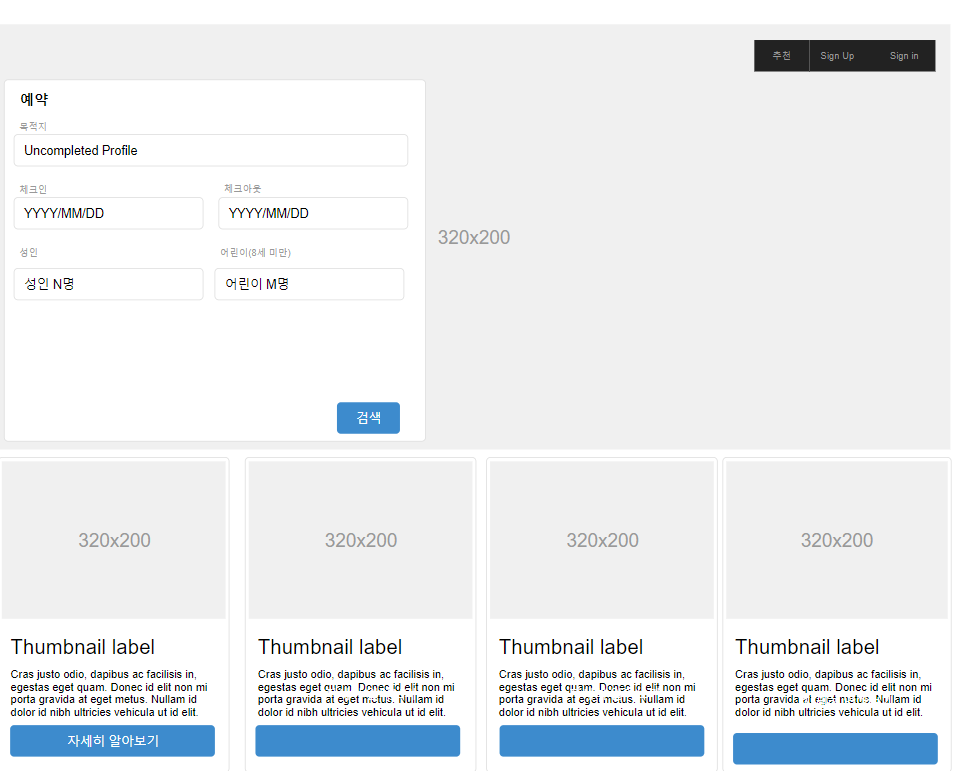 추천 Sign Up Sign in
예약
목적지
Uncompleted Profile
체크인 체크아웃
YYYY/MM/DD YYYY/MM/DD
성인 어린이(8세 미만)
성인 N명 어린이 M명
검색
320x200
320x200
Thumbnail label
Cras justo odio, dapibus ac facilisis in,
egestas eget quam. Donec id elit non mi
porta gravida at eget metus. Nullam id
dolor id nibh ultricies vehicula ut id elit.
자세히 알아보기
320x200
Thumbnail label
Cras justo odio, dapibus ac facilisis in,
egestas eget quam. Donec id elit non mi
porta gravida at eget metus. Nullam id
dolor id nibh ultricies vehicula ut id elit.
320x200
Thumbnail label
Cras justo odio, dapibus ac facilisis in,
egestas eget quam. Donec id elit non mi
porta gravida at eget metus. Nullam id
dolor id nibh ultricies vehicula ut id elit.
320x200
Thumbnail label
Cras justo odio, dapibus ac facilisis in,
egestas eget quam. Donec id elit non mi
porta gravida at eget metus. Nullam id
dolor id nibh ultricies vehicula ut id elit.